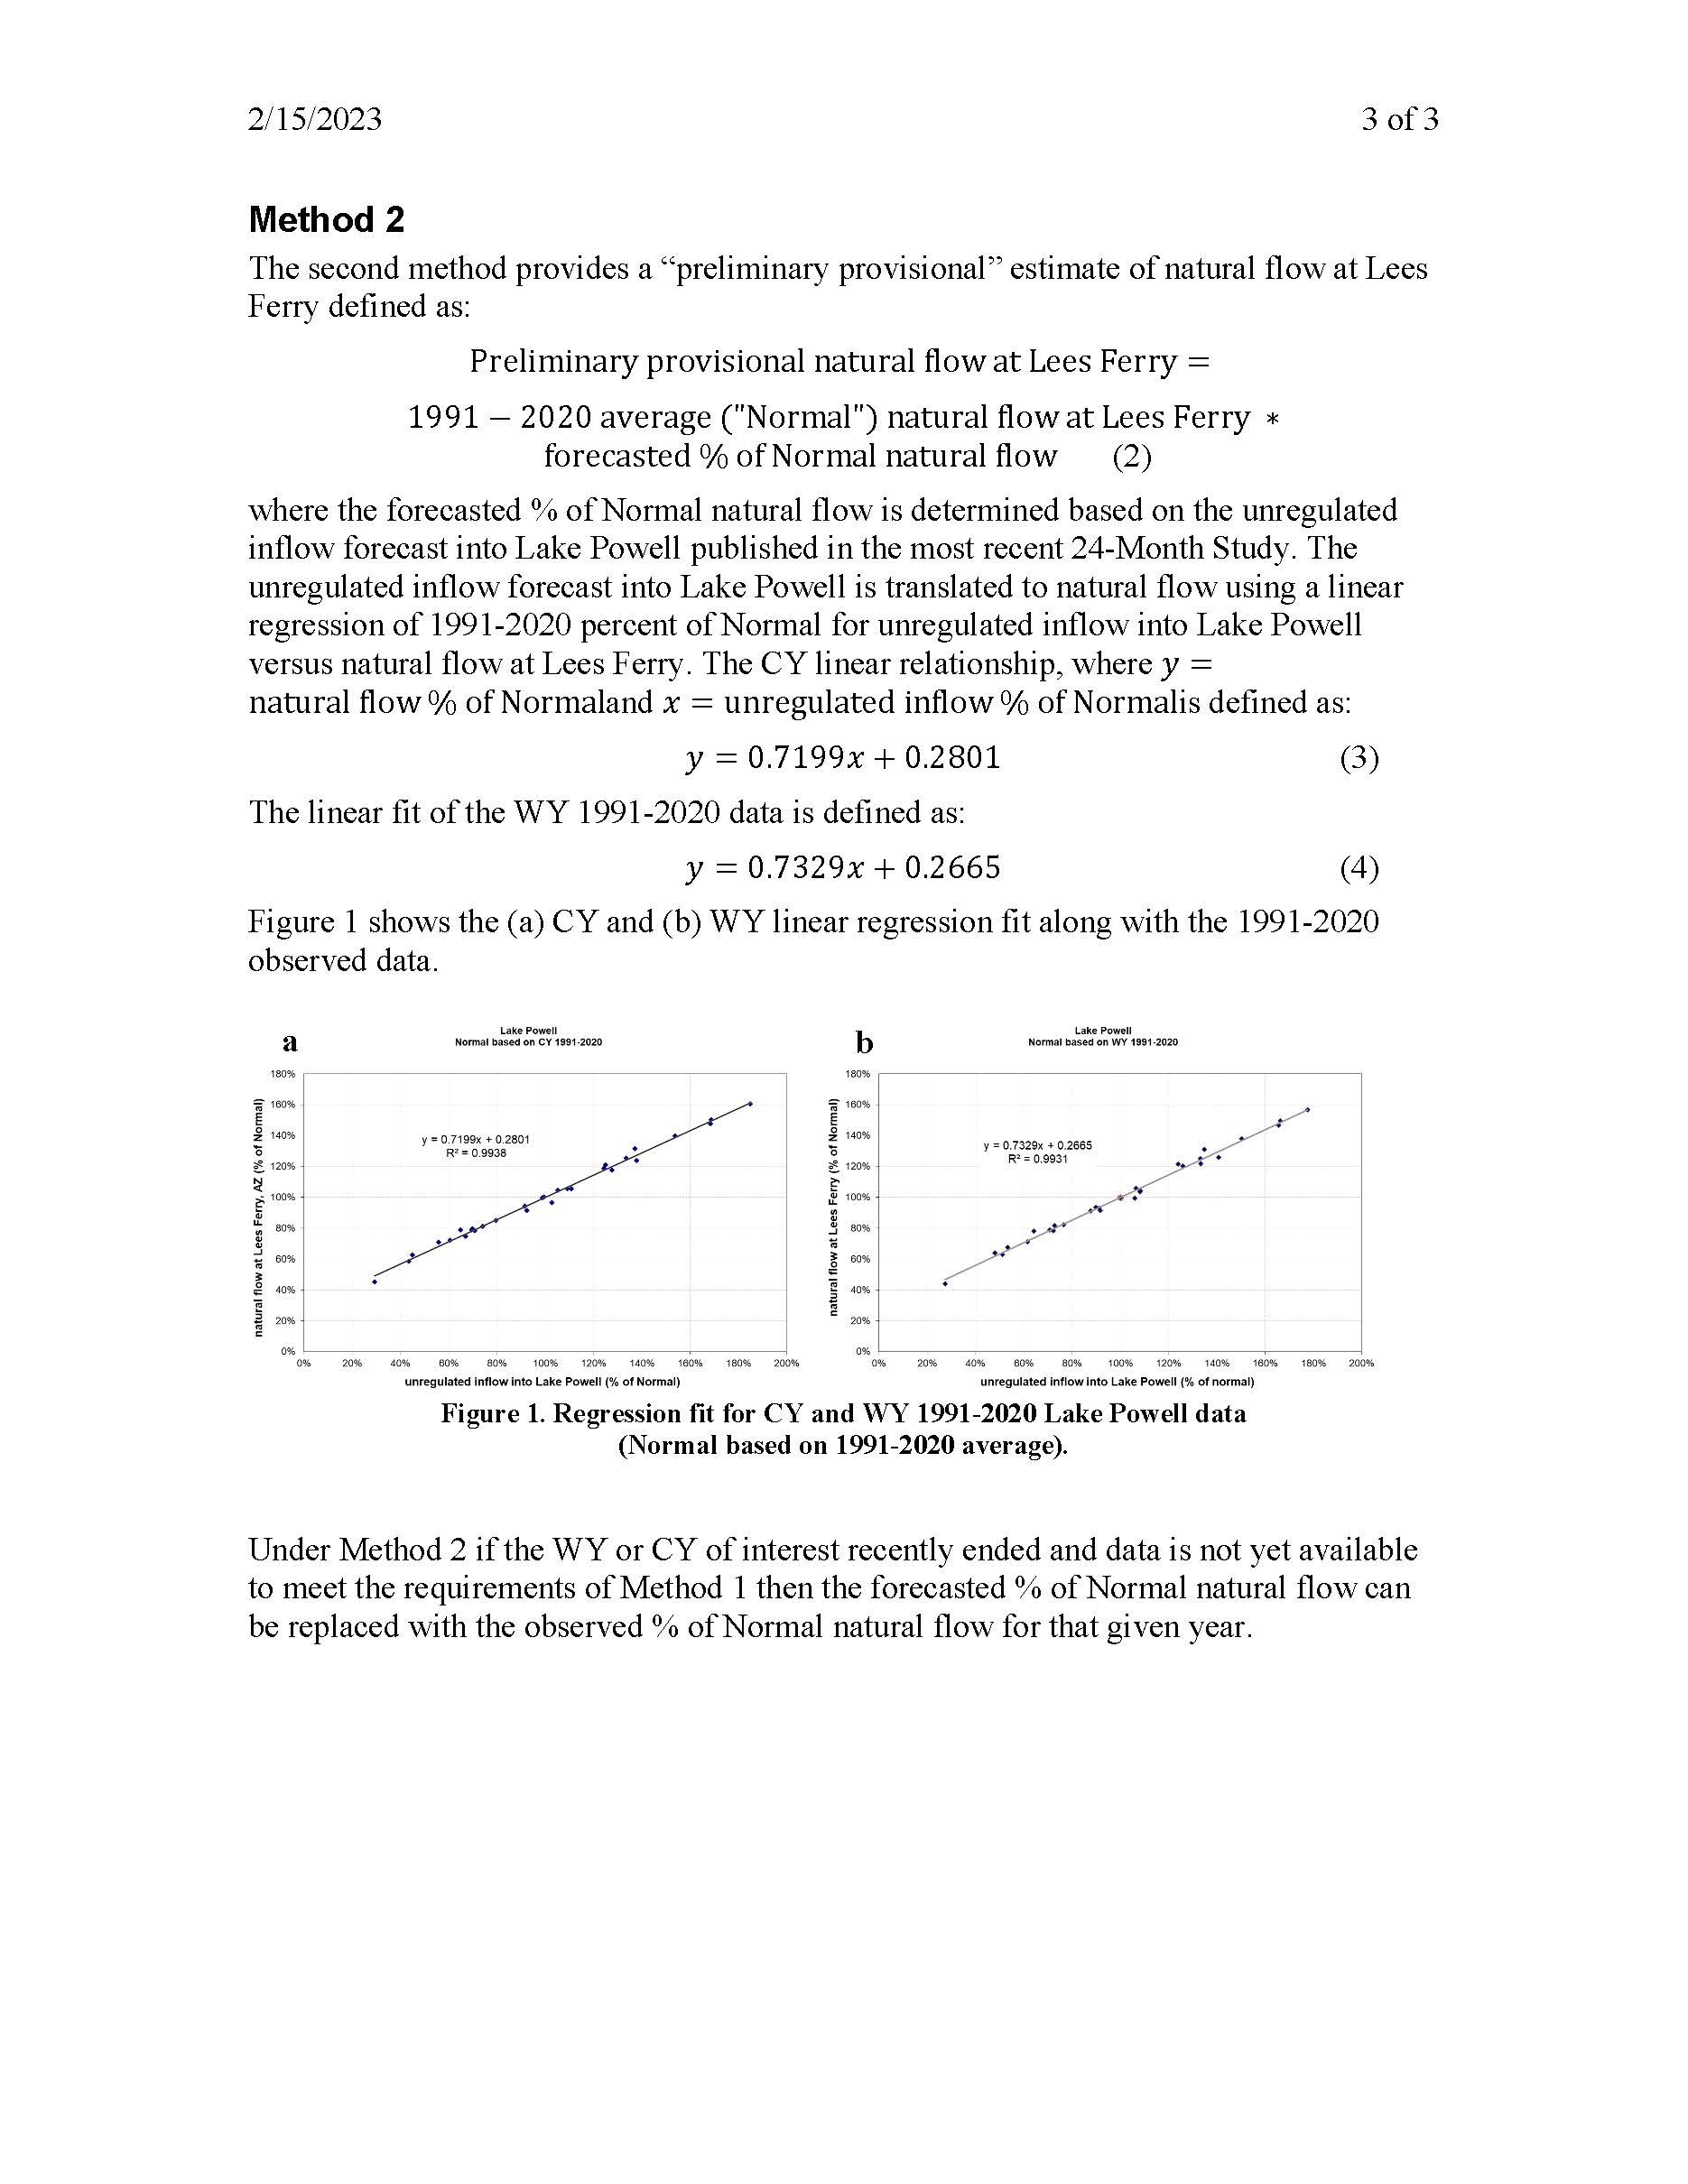 2/15/2023 3 of 3
Method 2
The second method provides a “preliminary provisional” estimate of natural flow at Lees
Ferry defined as:
Preliminary provisional natural flow at Lees Ferry =
1991 − 2020 average ("Normal") natural flow at Lees Ferry ∗
forecasted % of Normal natural flow (2)
where the forecasted % of Normal natural flow is determined based on the unregulated
inflow forecast into Lake Powell published in the most recent 24-Month Study. The
unregulated inflow forecast into Lake Powell is translated to natural flow using a linear
regression of 1991-2020 percent of Normal for unregulated inflow into Lake Powell
versus natural flow at Lees Ferry. The CY linear relationship, where y =
natural flow % of Normaland x = unregulated inflow % of Normalis defined as:
y = 0.7199x + 0.2801 (3)
The linear fit of the WY 1991-2020 data is defined as:
y = 0.7329x + 0.2665 (4)
Figure 1 shows the (a) CY and (b) WY linear regression fit along with the 1991-2020
observed data.
a
Lake Powell
Normal based on CY 1991-2020
natural flow at Lees Ferry, AZ (% of Normal)
180%
160%
140%
120%
100%
80%
60%
40%
20%
0%
y = 0.7199x + 0.2801
R² = 0.9938
0% 20% 40% 60% 80% 100% 120% 140% 160% 180% 200%
unregulated inflow into Lake Powell (% of Normal)
b
Lake Powell
Normal based on WY 1991-2020
natural flow at Lees Ferry (% of Normal)
180%
160%
140%
120%
100%
80%
60%
40%
20%
0%
y = 0.7329x + 0.2665
R² = 0.9931
0% 20% 40% 60% 80% 100% 120% 140% 160% 180% 200%
unregulated inflow into Lake Powell (% of normal)
Figure 1. Regression fit for CY and WY 1991-2020 Lake Powell data
(Normal based on 1991-2020 average).
Under Method 2 if the WY or CY of interest recently ended and data is not yet available
to meet the requirements of Method 1 then the forecasted % of Normal natural flow can
be replaced with the observed % of Normal natural flow for that given year.